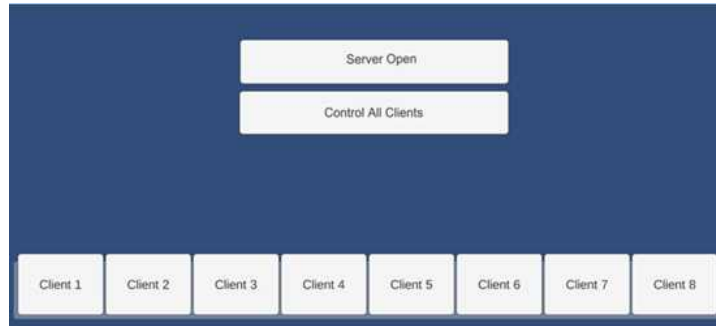 Server Open
Control All Clients
Client 1 Client 2 Client 3 Client 4 Client 5 Client 6 Client 7 Client 8